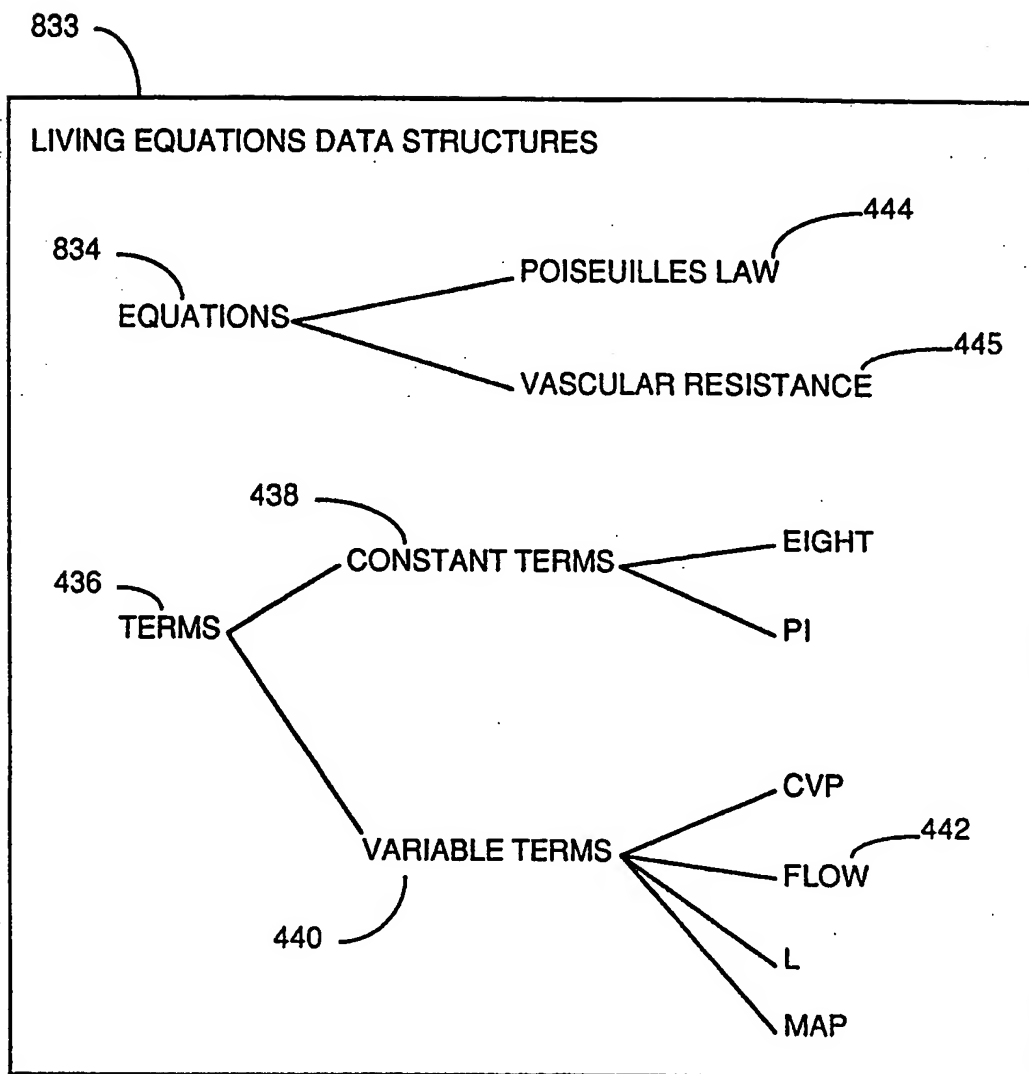 833
LIVING EQUATIONS DATA STRUCTURES
444
834
POISEUILLES LAW
EQUATIONS
445
VASCULAR RESISTANCE
438
EIGHT
CONSTANT TERMS
436
TERMS
PI
CVP
442
VARIABLE TERMS
FLOW
440
L
MAP